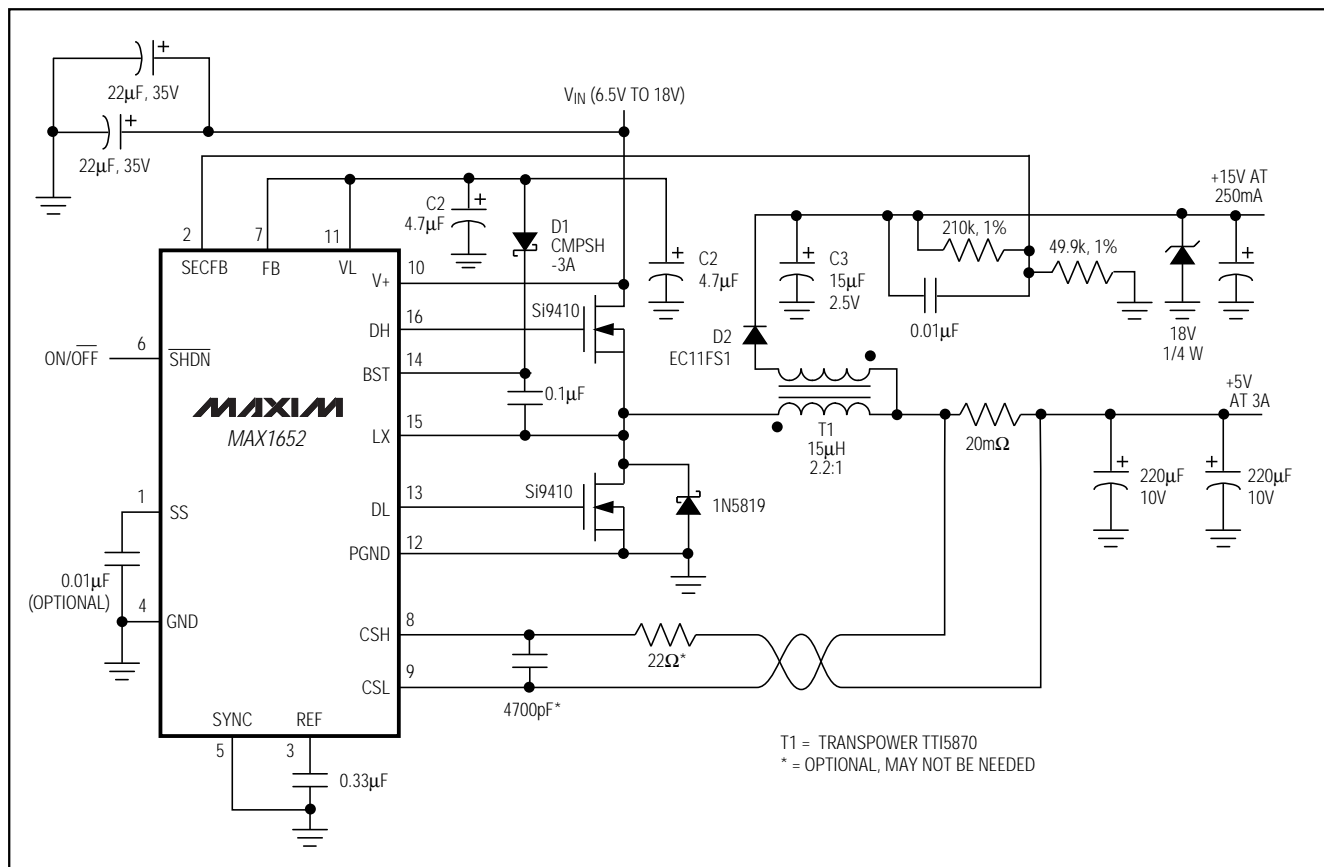 22µF, 35V
22µF, 35V
VIN (6.5V TO 18V)
+15V AT
250mA
C2
4.7µF
D1
CMPSH
-3A
C2
4.7µF
C3
15µF
2.5V
210k, 1%
49.9k, 1%
0.01µF
18V
1/4 W
D2
EC11FS1
2
7
11
SECFB
FB
VL
V+
10
Si9410
DH
16
ON/OFF
6
SHDN
BST
14
0.1µF
MAXIM
MAX1652
LX
15
T1
15µH
2.2:1
20mΩ
+5V
AT 3A
220µF
10V
220µF
10V
Si9410
DL
13
1N5819
1
SS
PGND
12
0.01µF
(OPTIONAL)
4
GND
CSH
8
22Ω*
CSL
9
4700pF*
SYNC
REF
5
3
0.33µF
T1 = TRANSPOWER TTI5870
* = OPTIONAL, MAY NOT BE NEEDED